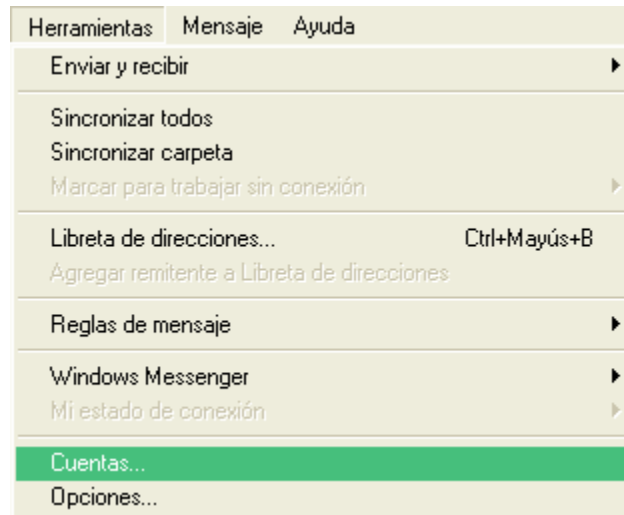 Herramientas Mensaje Ayuda
Enviar y recibir
Sincronizar todos
Sincronizar carpeta
Marcar para trabajar sin conexión
Libreta de direcciones... Ctrl+Mayús+B
Agregar remitente a Libreta de direcciones
Reglas de mensaje
Windows Messenger
Mi estado de conexión
Cuentas...
Opciones...